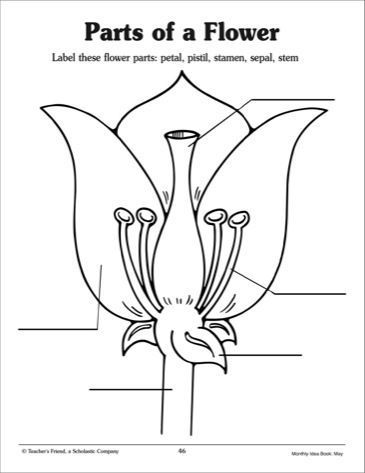 Parts of a Flower
Label these flower parts: petal, pistil, stamen, sepal, stem
© Teacher's Friend, a Scholastic Company 46 Monthly Idea Book: May